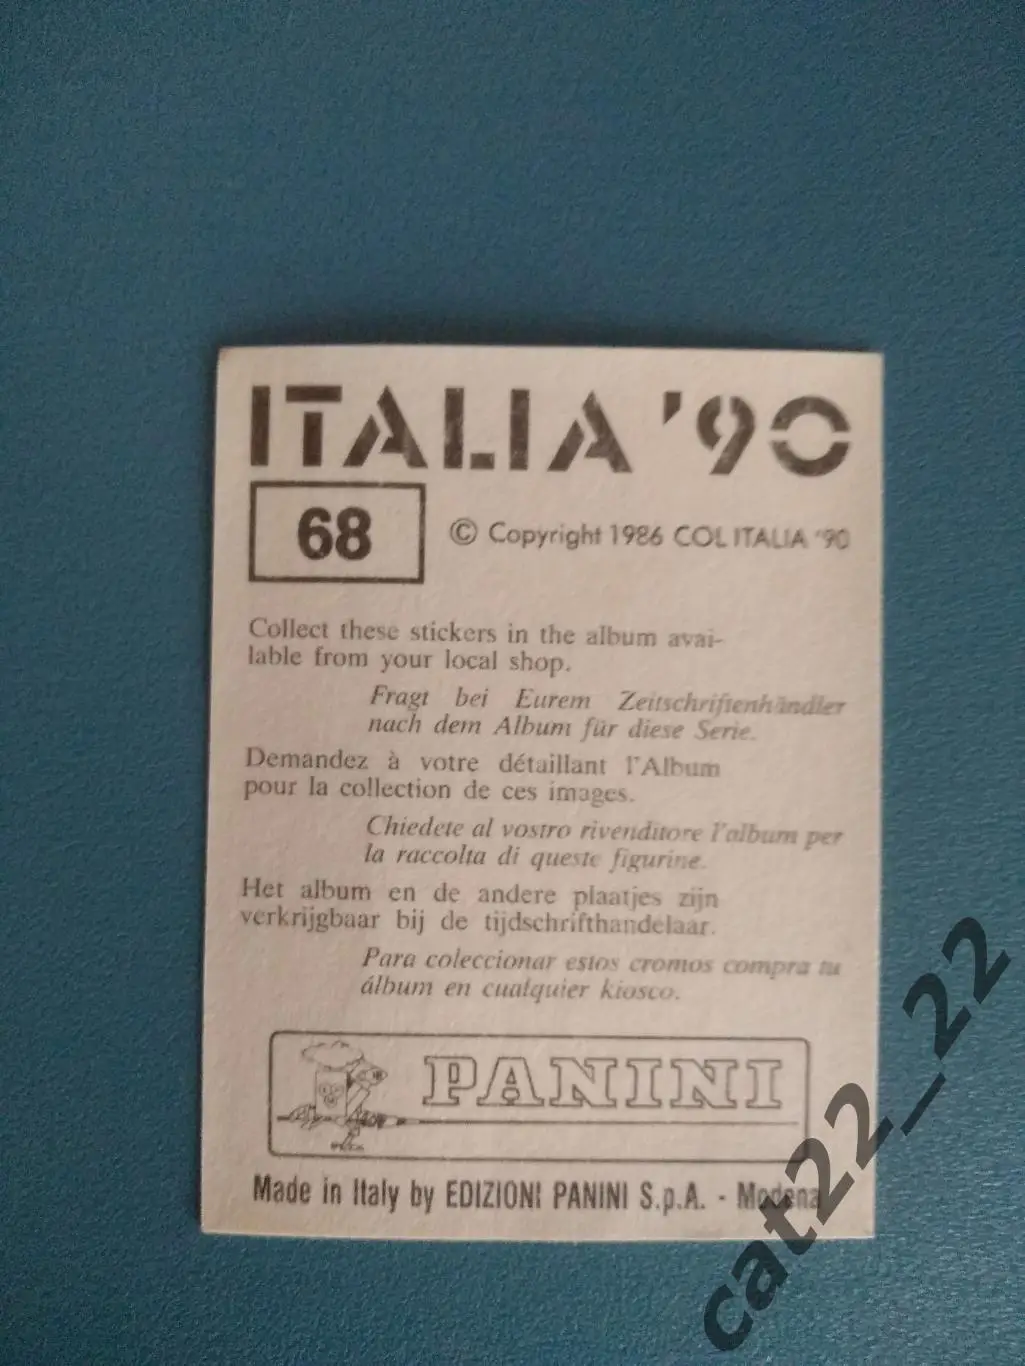 ITALIA '90
68
© Copyright 1986 COL ITALIA '90
Collect these stickers in the album avai-
lable from your local shop.
Fragt bei Eurem Zeitschriftenhändler
nach dem Album für diese Serie.
Demandez à votre détaillant l'Album
pour la collection de ces images.
Chiedete al vostro rivenditore l'album per
la raccolta di queste figurine.
Het album en de andere plaatjes zijn
verkrijgbaar bij de tijdschrifthandelaar.
Para coleccionar estos cromos compra tu
álbum en cualquier kiosco.
PANINI
Made in Italy by EDIZIONI PANINI S.p.A. - Modena
cat22_22